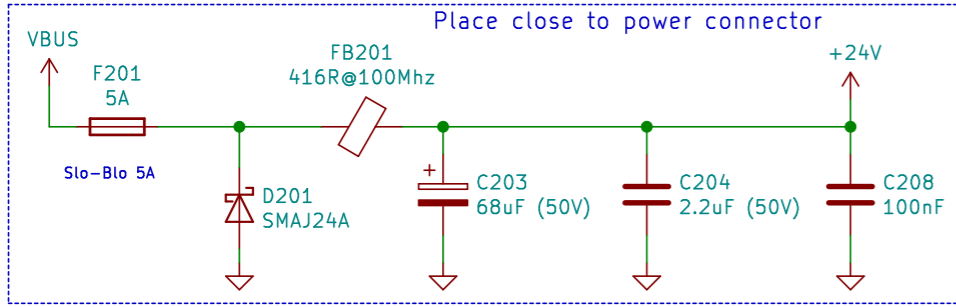 Place close to power connector
VBUS
F201
5A
Slo-Blo 5A
FB201
416R@100Mhz
+24V
D201
SMAJ24A
+
C203
68uF (50V)
C204
2.2uF (50V)
C208
100nF